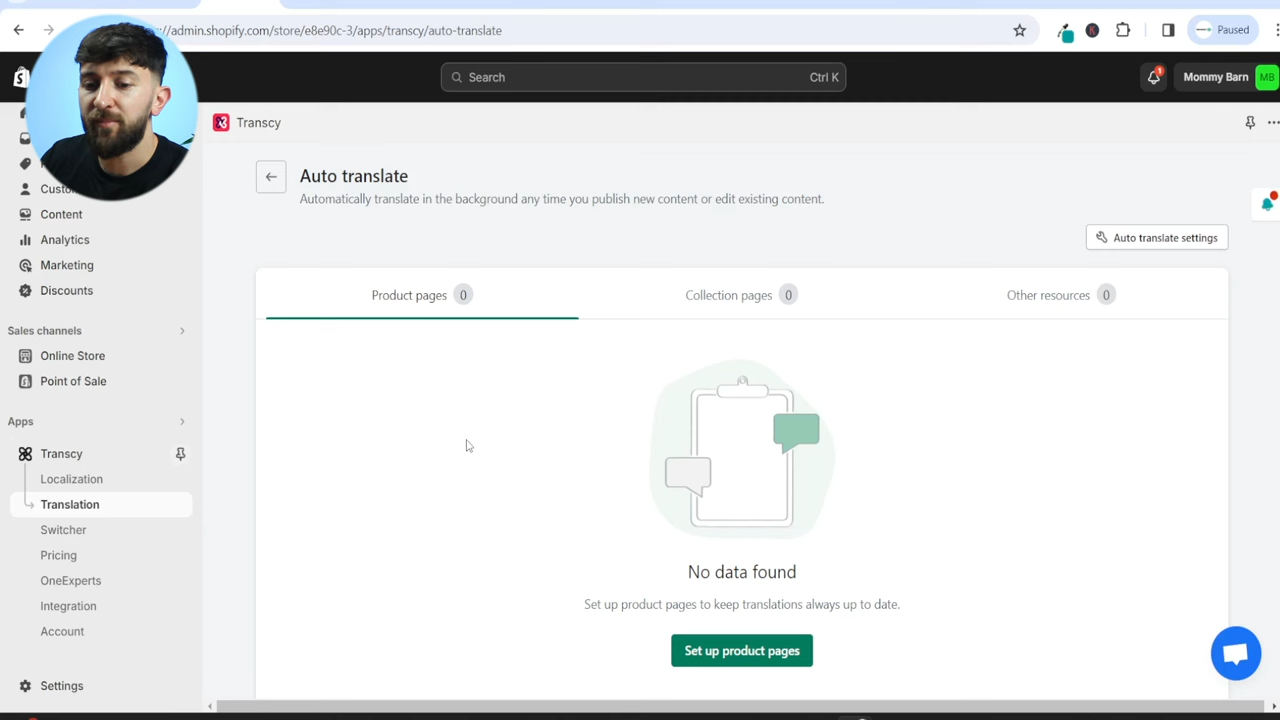 admin.shopify.com/store/e8e90c-3/apps/transcy/auto-translate
Paused
Search
Ctrl K
1
Mommy Barn
MB
Transcy
Auto translate
Automatically translate in the background any time you publish new content or edit existing content.
Auto translate settings
Custo
Content
Analytics
Marketing
Discounts
Sales channels
Online Store
Point of Sale
Apps
Transcy
Localization
Translation
Switcher
Pricing
OneExperts
Integration
Account
Settings
Product pages 0
Collection pages 0
Other resources 0
No data found
Set up product pages to keep translations always up to date.
Set up product pages